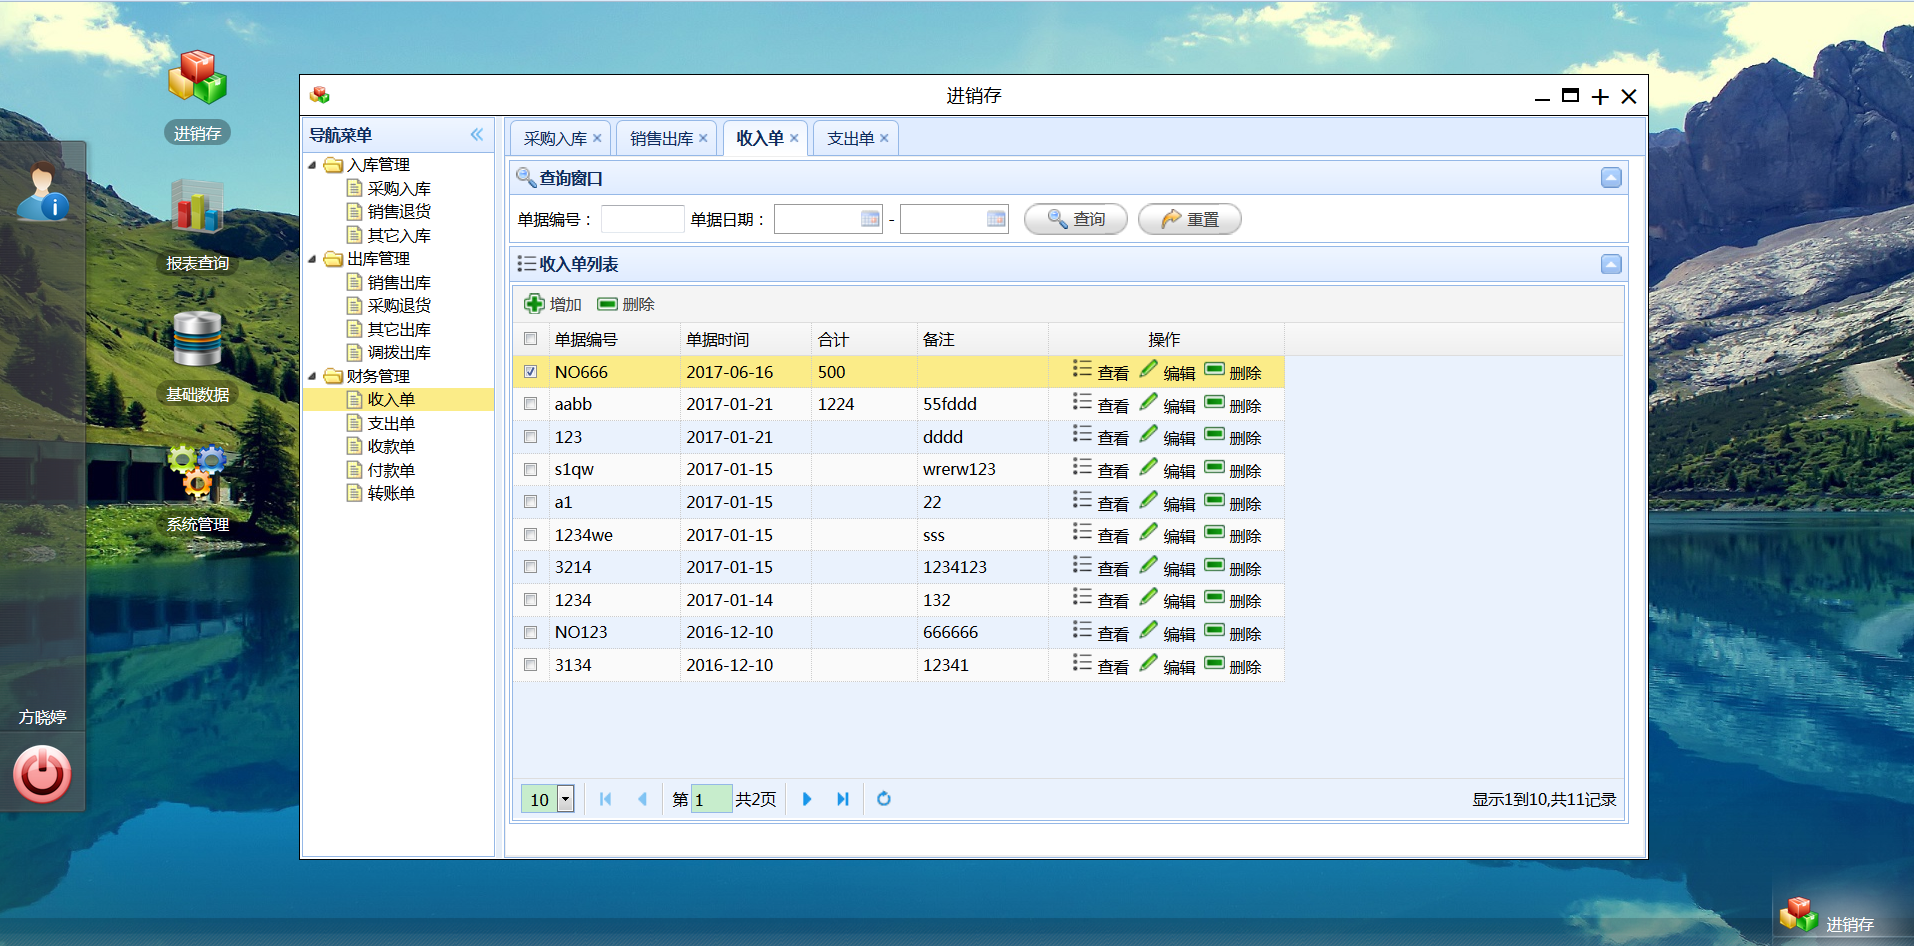 进销存
报表查询
基础数据
系统管理
方晓婷
进销存
导航菜单
入库管理
采购入库
销售退货
其它入库
出库管理
销售出库
采购退货
其它出库
调拨出库
财务管理
收入单
支出单
收款单
付款单
转账单
采购入库 销售出库 收入单 支出单
查询窗口
单据编号： 单据日期： - 查询 重置
收入单列表
增加 删除
单据编号 单据时间 合计 备注 操作
NO666 2017-06-16 500 查看 编辑 删除
aabb 2017-01-21 1224 55fddd 查看 编辑 删除
123 2017-01-21 dddd 查看 编辑 删除
s1qw 2017-01-15 wrerw123 查看 编辑 删除
a1 2017-01-15 22 查看 编辑 删除
1234we 2017-01-15 sss 查看 编辑 删除
3214 2017-01-15 1234123 查看 编辑 删除
1234 2017-01-14 132 查看 编辑 删除
NO123 2016-12-10 666666 查看 编辑 删除
3134 2016-12-10 12341 查看 编辑 删除
10 第 1 共2页 显示1到10,共11记录
进销存